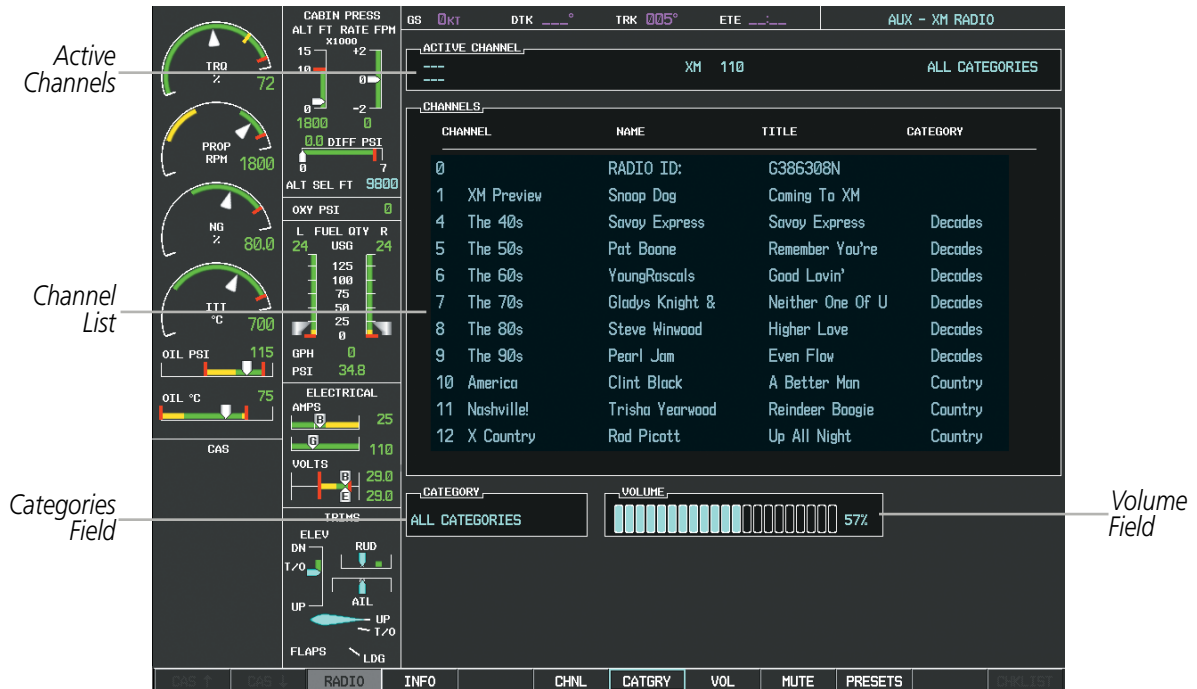 Active
Channels
Channel
List
Categories
Field
Volume
Field
TRQ
%
72
PROP
RPM
1800
NG
%
80.0
ITT
°C
700
OIL PSI
115
OIL °C
75
CAS
CABIN PRESS
ALT FT RATE FPM
X1000
15
+2
10
0
0
-2
1800
0
0.0 DIFF PSI
0
7
ALT SEL FT 9800
OXY PSI 0
L FUEL QTY R
24 USG 24
125
100
75
50
25
0
GPH 0
PSI 34.8
ELECTRICAL
AMPS
B
25
G
110
VOLTS
B
29.0
E
29.0
TRIMS
ELEV
DN
RUD
T/O
UP
AIL
UP
T/O
FLAPS
LDG
GS 0KT DTK ___° TRK 005° ETE __:__ AUX - XM RADIO
ACTIVE CHANNEL
---
XM 110 ALL CATEGORIES
---
CHANNELS
CHANNEL NAME TITLE CATEGORY
0 RADIO ID: G386308N
1 XM Preview Snoop Dog Coming To XM
4 The 40s Savoy Express Savoy Express Decades
5 The 50s Pat Boone Remember You're Decades
6 The 60s YoungRascals Good Lovin' Decades
7 The 70s Gladys Knight & Neither One Of U Decades
8 The 80s Steve Winwood Higher Love Decades
9 The 90s Pearl Jam Even Flow Decades
10 America Clint Black A Better Man Country
11 Nashville! Trisha Yearwood Reindeer Boogie Country
12 X Country Rod Picott Up All Night Country
CATEGORY
ALL CATEGORIES
VOLUME
57%
CAS ↑ CAS ↓ RADIO INFO CHNL CATGRY VOL MUTE PRESETS CHKLIST